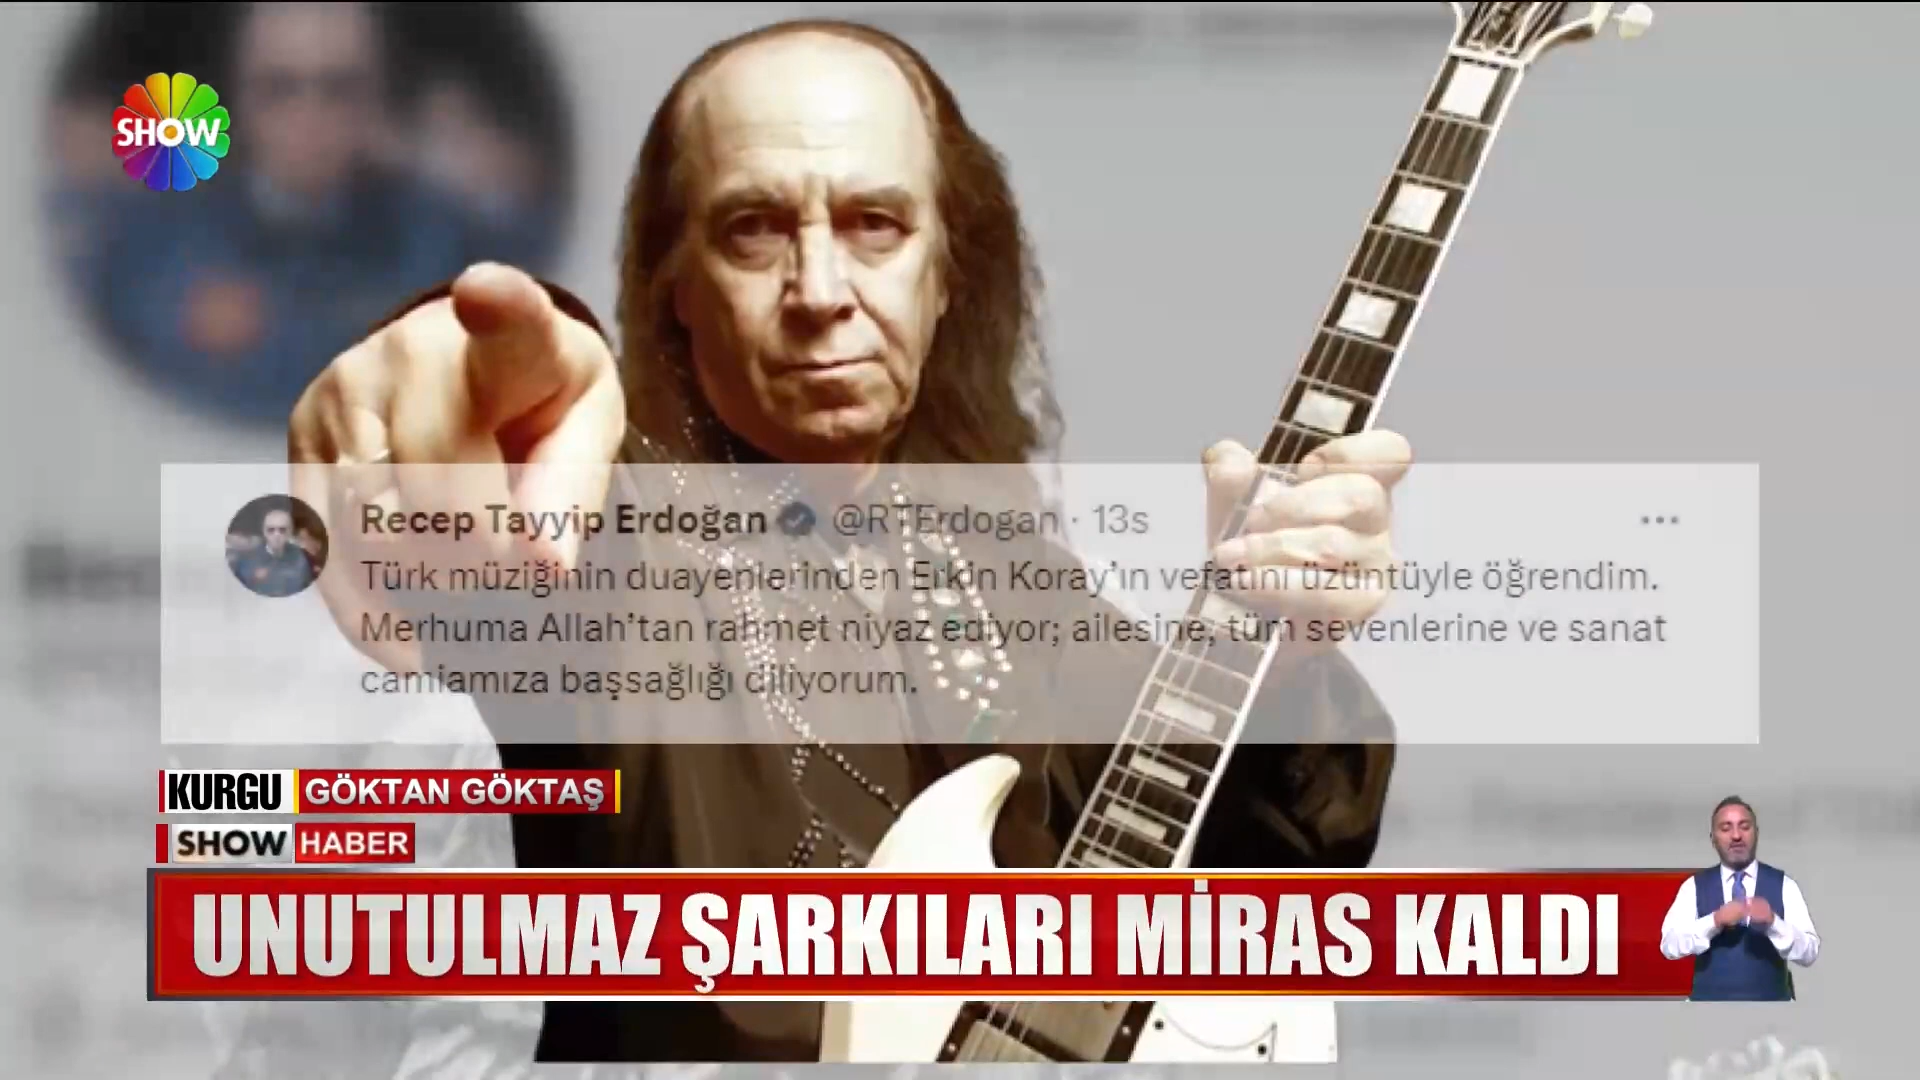 SHOW
Recep Tayyip Erdoğan @RTErdogan · 13s
Türk müziğinin duayenlerinden Erkin Koray’ın vefatını üzüntüyle öğrendim.
Merhuma Allah’tan rahmet niyaz ediyor; ailesine, tüm sevenlerine ve sanat
camiamıza başsağlığı diliyorum.
KURGU GÖKTAN GÖKTAŞ
SHOW HABER
UNUTULMAZ ŞARKILARI MİRAS KALDI